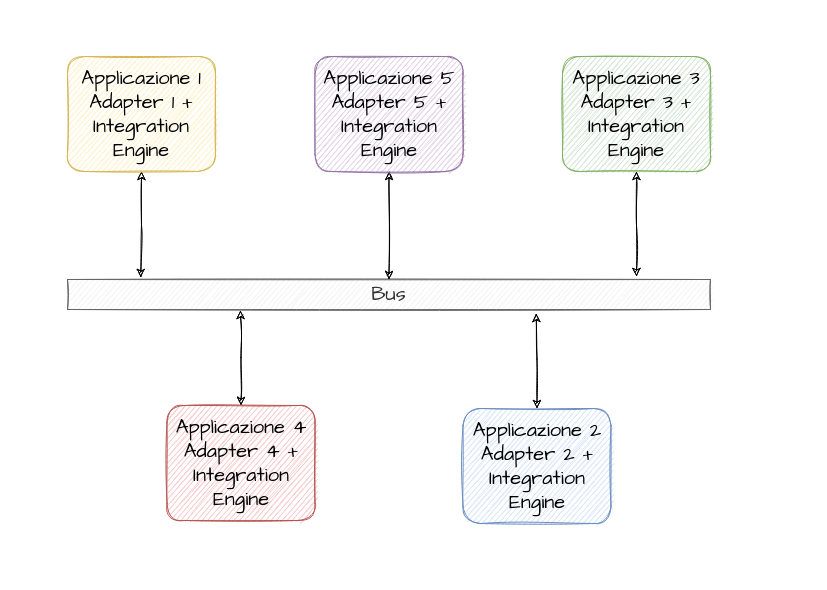 Applicazione 1
Adapter 1 +
Integration
Engine
Applicazione 5
Adapter 5 +
Integration
Engine
Applicazione 3
Adapter 3 +
Integration
Engine
Bus
Applicazione 4
Adapter 4 +
Integration
Engine
Applicazione 2
Adapter 2 +
Integration
Engine